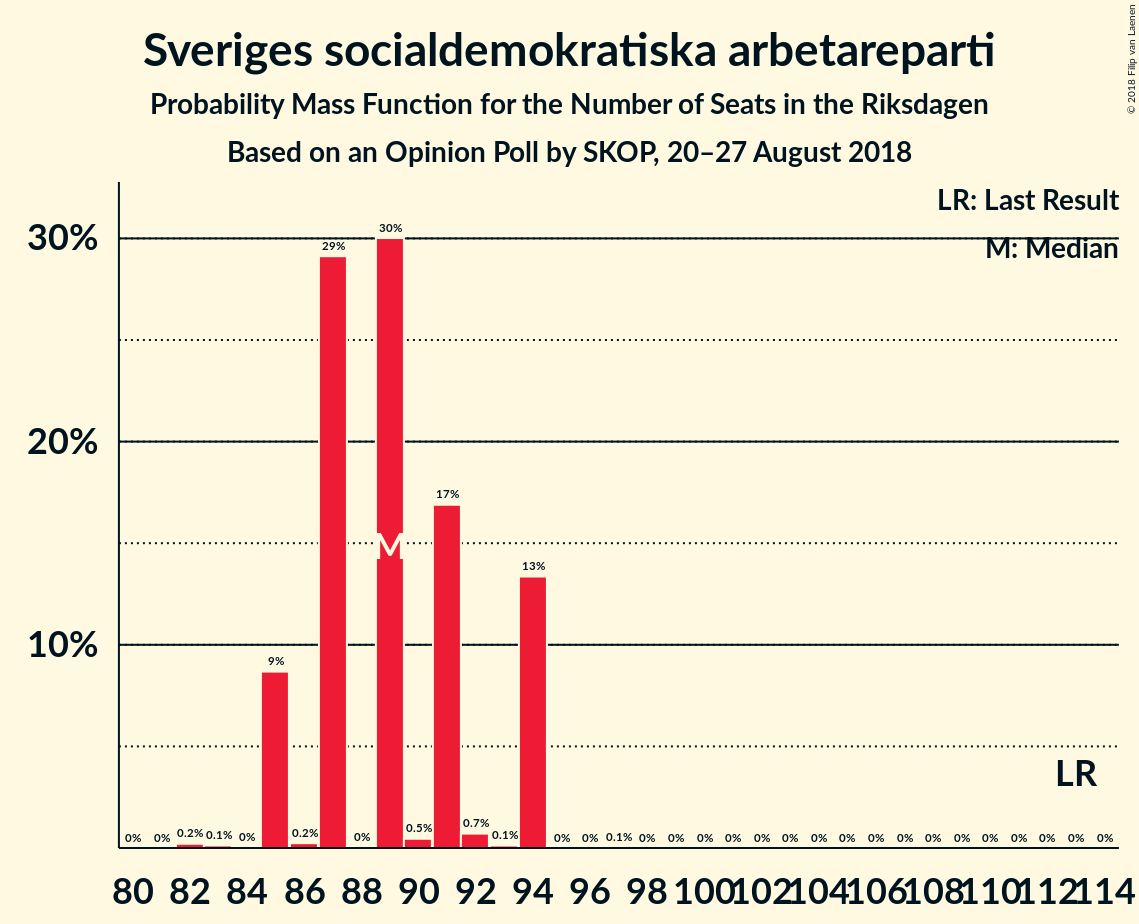 Sveriges socialdemokratiska arbetareparti
Probability Mass Function for the Number of Seats in the Riksdagen
Based on an Opinion Poll by SKOP, 20–27 August 2018
© 2018 Filip van Laenen
LR: Last Result
M: Median
30%
20%
10%
0% 0% 0.2% 0.1% 0% 9% 0.2% 29% 0% 30% 0.5% 17% 0.7% 0.1% 13% 0% 0% 0.1% 0% 0% 0% 0% 0% 0% 0% 0% 0% 0% 0% 0% 0% 0% 0% 0% 0%
M
LR
80 82 84 86 88 90 92 94 96 98 100 102 104 106 108 110 112 114